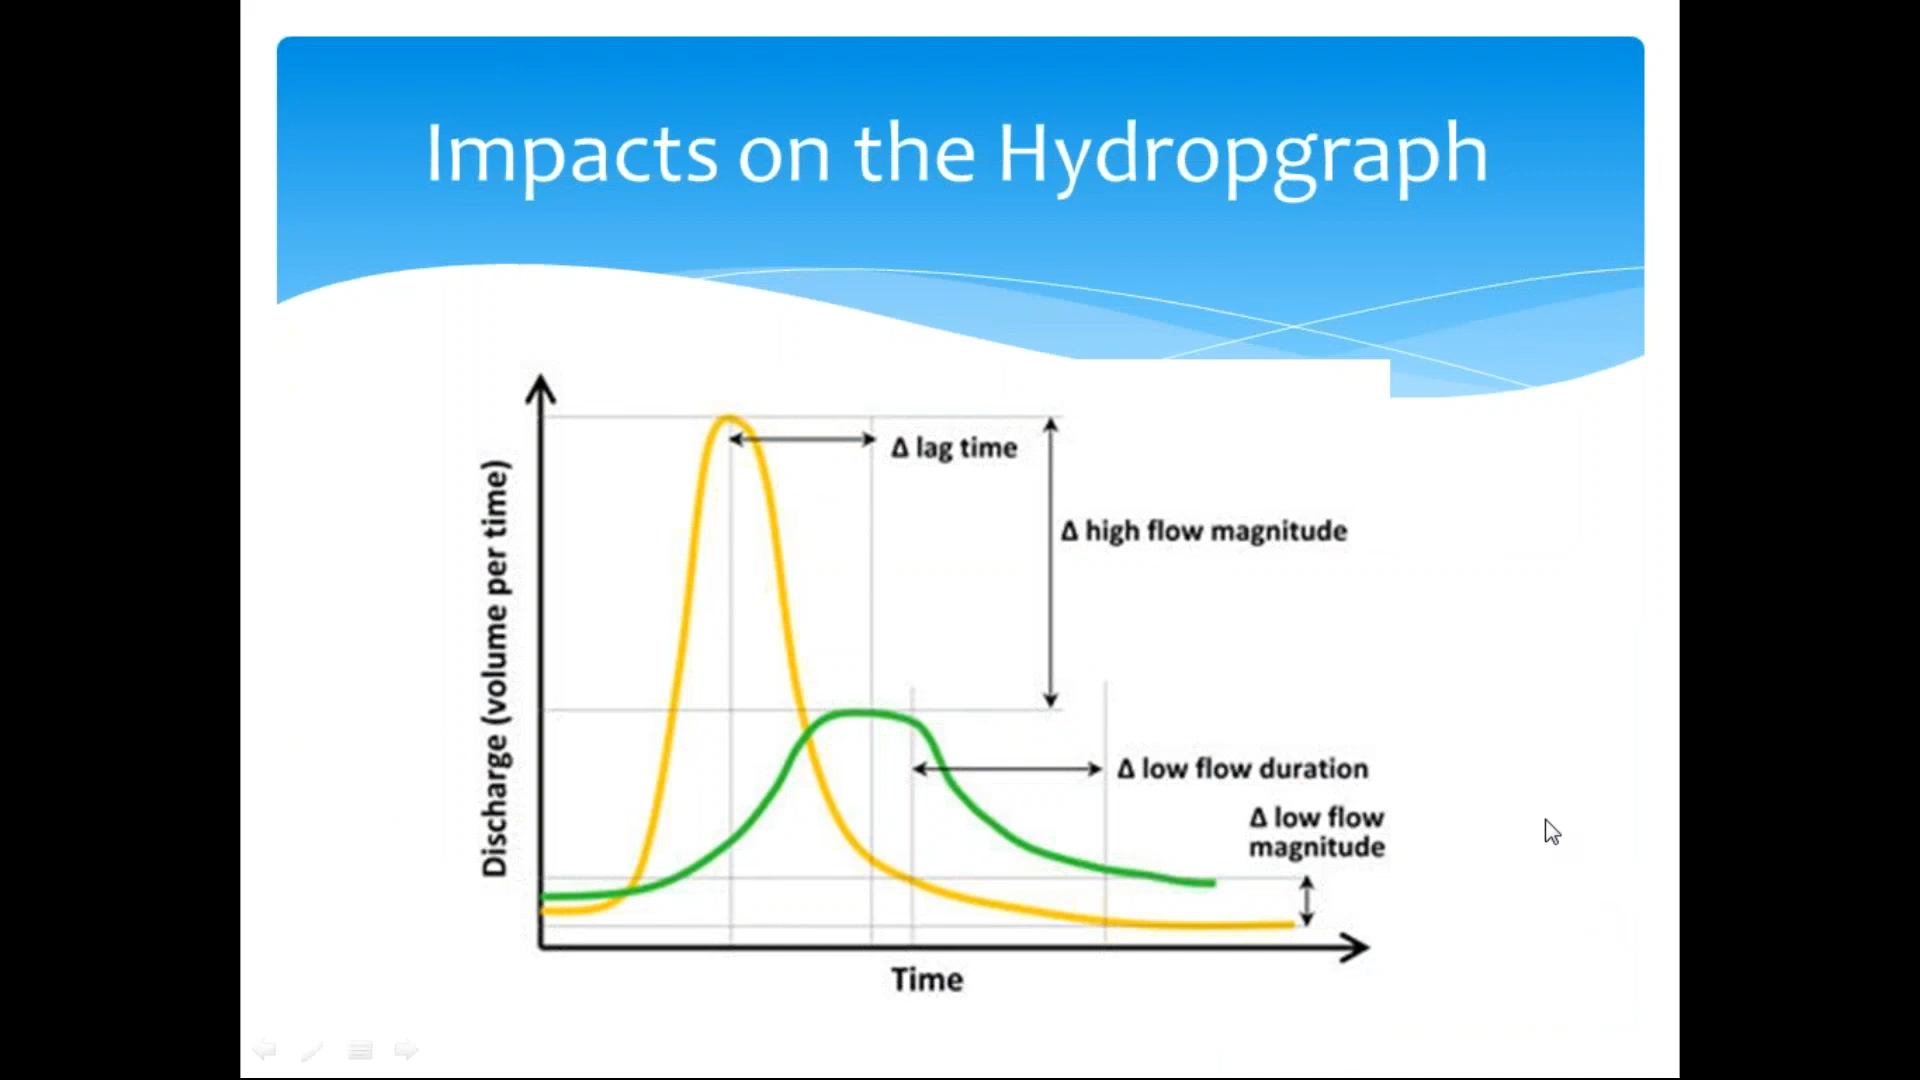 Impacts on the Hydropgraph
Δ lag time
Δ high flow magnitude
Discharge (volume per time)
Δ low flow duration
Δ low flow
magnitude
Time